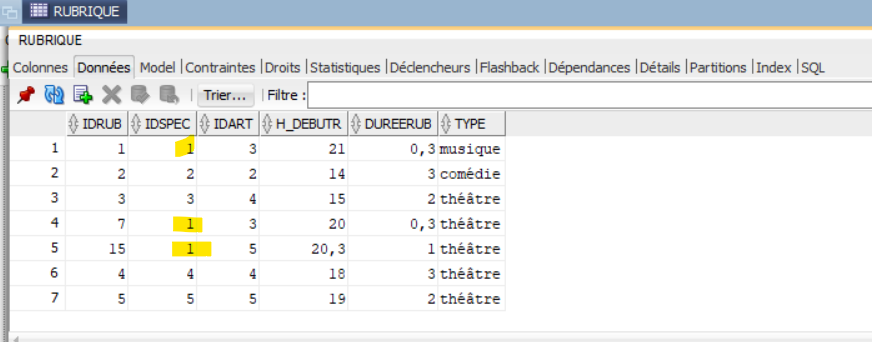 RUBRIQUE
RUBRIQUE
Colonnes Données Model Contraintes Droits Statistiques Déclencheurs Flashback Dépendances Détails Partitions Index SQL
Trier... Filtre :
IDRUB IDSPEC IDART H_DEBUTR DUREERUB TYPE
1 1 1 3 21 0,3 musique
2 2 2 2 14 3 comédie
3 3 3 4 15 2 théâtre
4 7 1 3 20 0,3 théâtre
5 15 1 5 20,3 1 théâtre
6 4 4 4 18 3 théâtre
7 5 5 5 19 2 théâtre